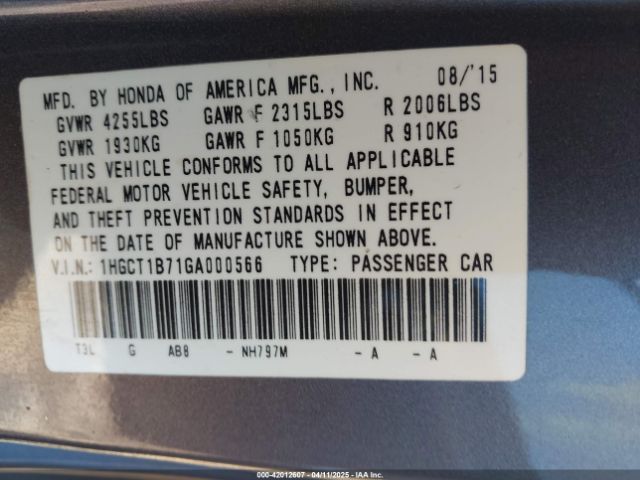 MFD. BY HONDA OF AMERICA MFG., INC. 08/'15
GVWR 4255LBS GAWR F 2315LBS R 2006LBS
GVWR 1930KG GAWR F 1050KG R 910KG
THIS VEHICLE CONFORMS TO ALL APPLICABLE
FEDERAL MOTOR VEHICLE SAFETY, BUMPER,
AND THEFT PREVENTION STANDARDS IN EFFECT
ON THE DATE OF MANUFACTURE SHOWN ABOVE.
V.I.N.: 1HGCT1B71GA000566 TYPE: PASSENGER CAR
T3L G AB8 - NH797M - A - A
000-42012607 - 04/11/2025 - IAA Inc.